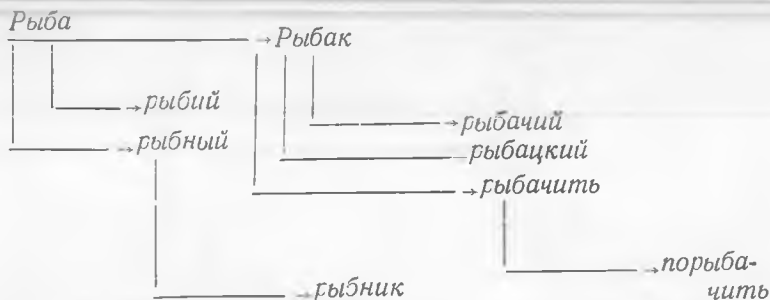 Рыба
Рыбак
рыбий
рыбачий
рыбный
рыбацкий
рыбачить
порыба-
рыбник
чить